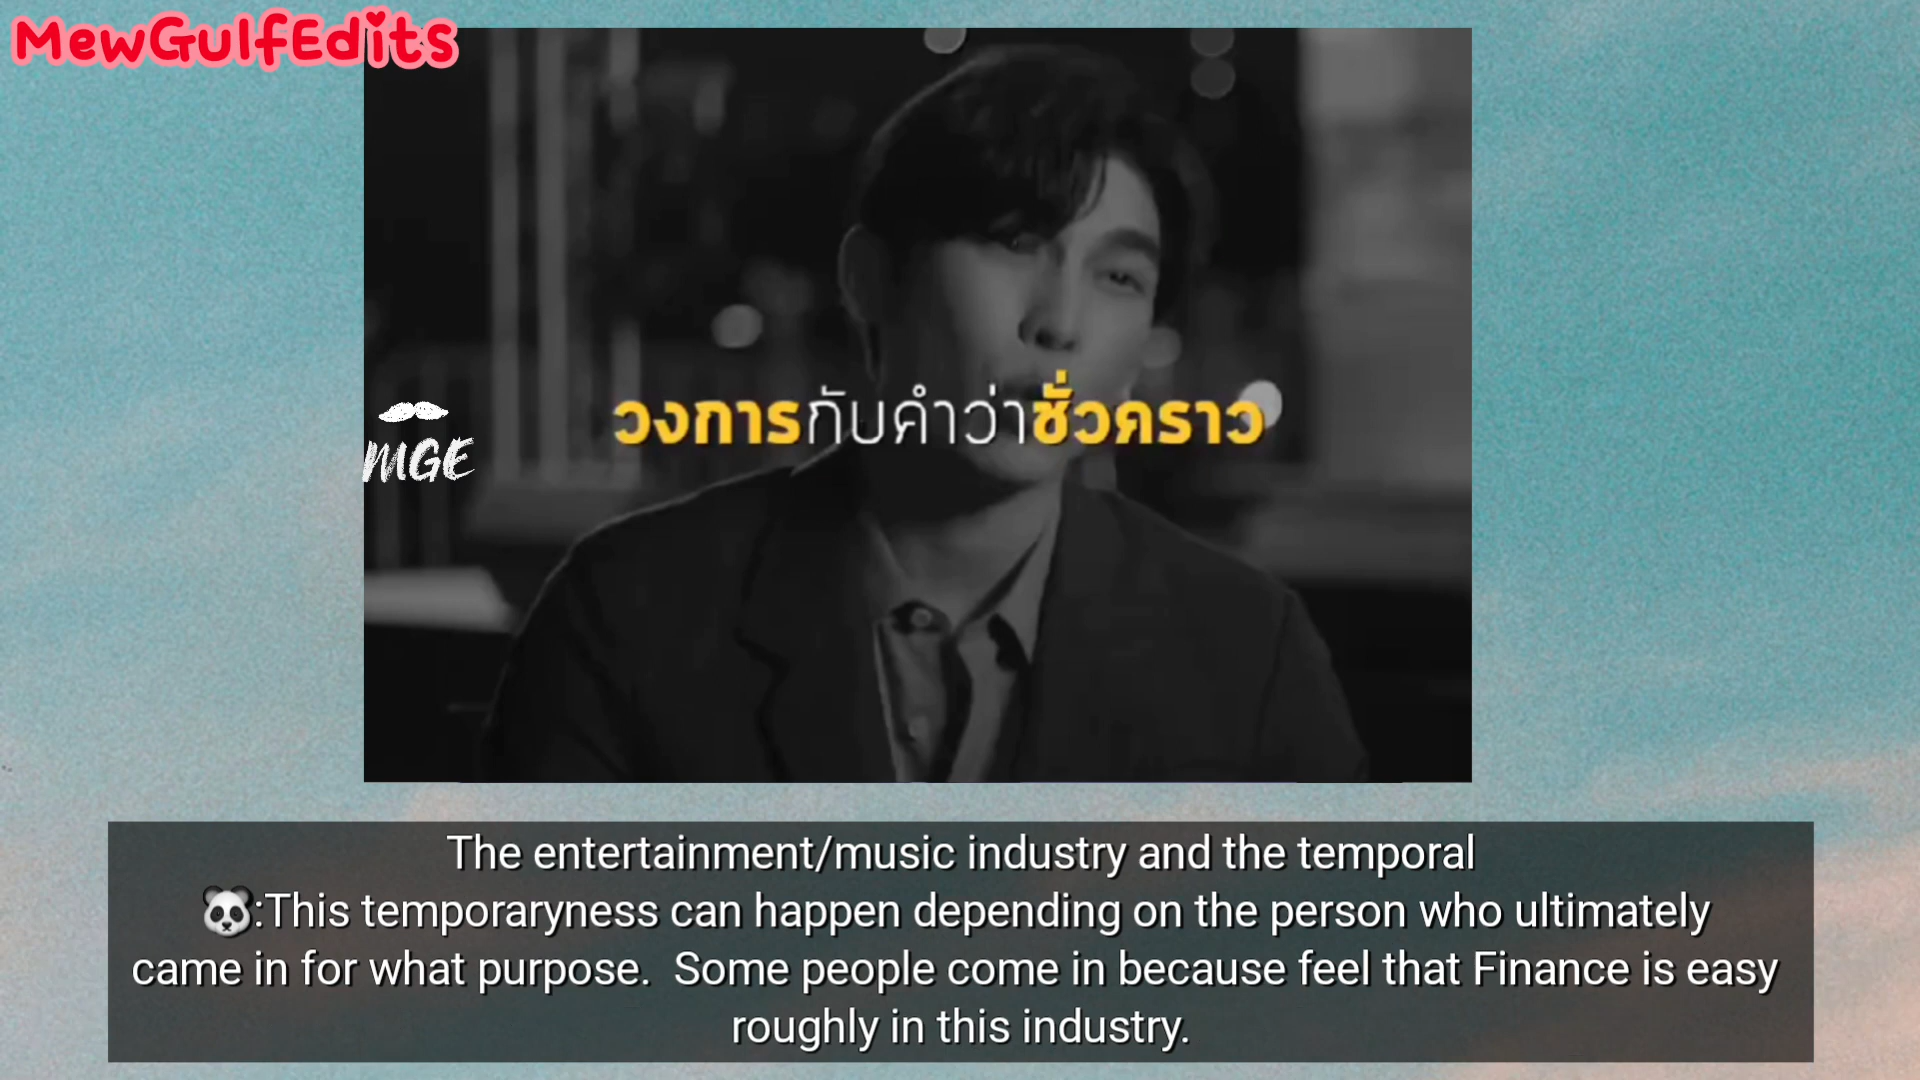 MewGulfEdits
วงการกับคำว่าชั่วคราว
MGE
The entertainment/music industry and the temporal
🐼:This temporaryness can happen depending on the person who ultimately
came in for what purpose.  Some people come in because feel that Finance is easy
roughly in this industry.